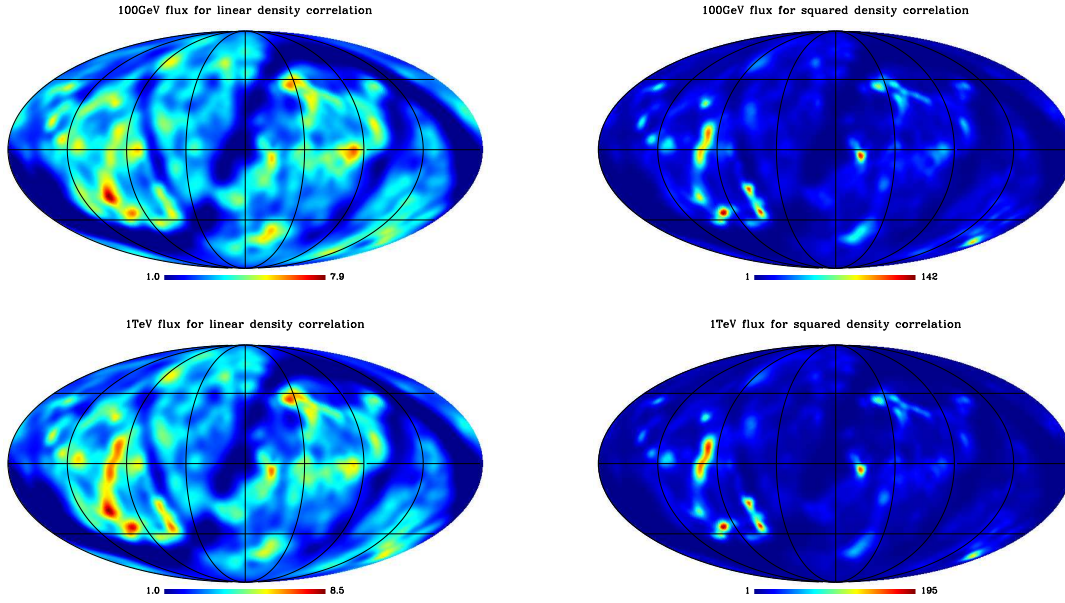 100GeV flux for linear density correlation
100GeV flux for squared density correlation
1.0 7.9
1 142
1TeV flux for linear density correlation
1TeV flux for squared density correlation
1.0 8.5
1 195